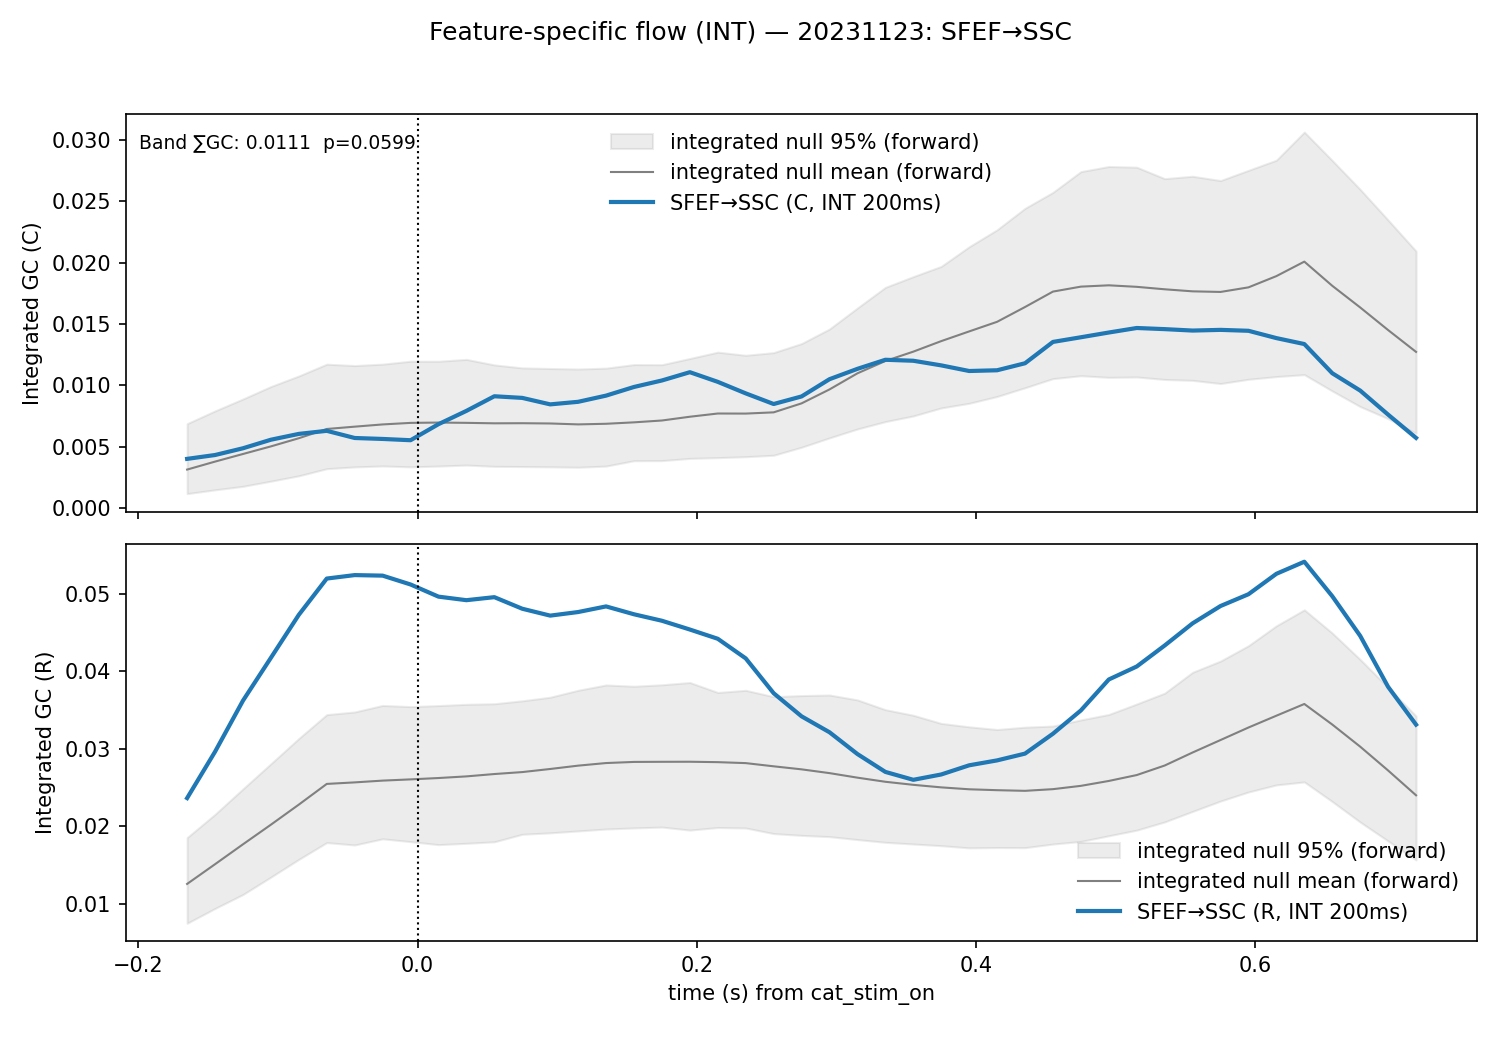 Feature-specific flow (INT) — 20231123: SFEF→SSC
Band ∑GC: 0.0111  p=0.0599
integrated null 95% (forward)
integrated null mean (forward)
SFEF→SSC (C, INT 200ms)
Integrated GC (C)
0.030
0.025
0.020
0.015
0.010
0.005
0.000
Integrated GC (R)
0.05
0.04
0.03
0.02
0.01
integrated null 95% (forward)
integrated null mean (forward)
SFEF→SSC (R, INT 200ms)
−0.2
0.0
0.2
0.4
0.6
time (s) from cat_stim_on